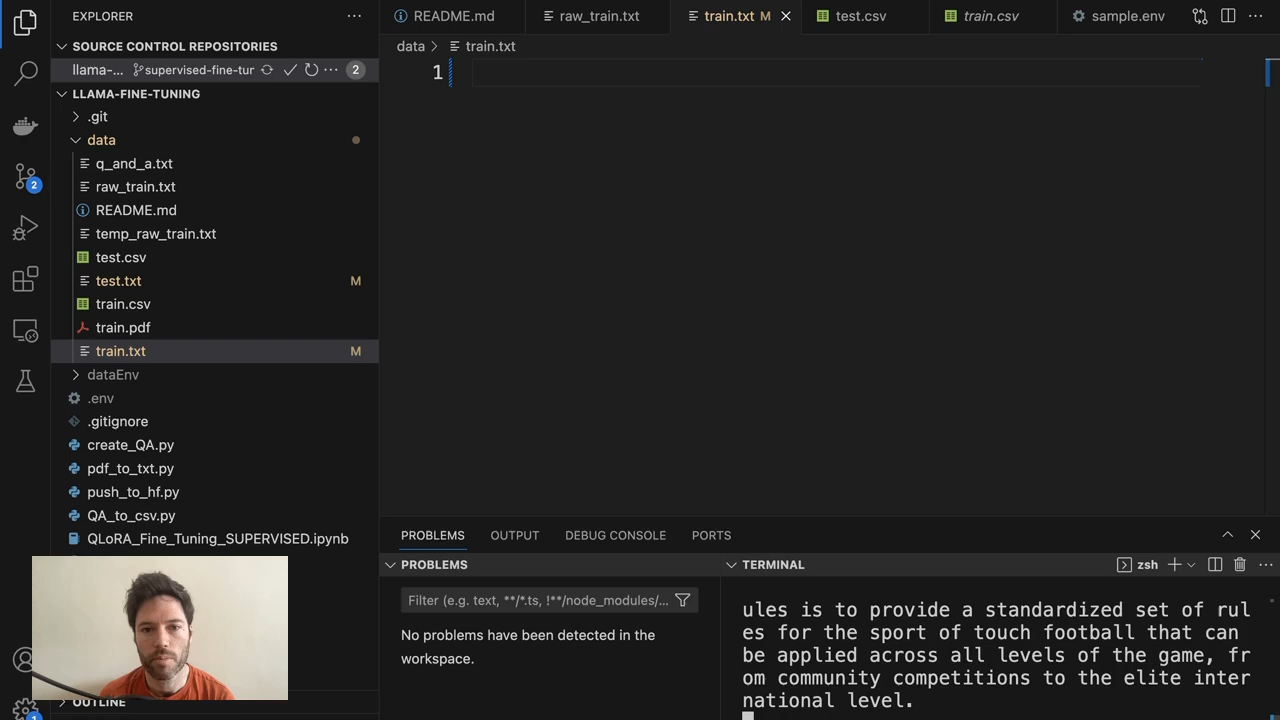 EXPLORER
SOURCE CONTROL REPOSITORIES
llama-... supervised-fine-tur 2
LLAMA-FINE-TUNING
.git
data
q_and_a.txt
raw_train.txt
README.md
temp_raw_train.txt
test.csv
test.txt M
train.csv
train.pdf
train.txt M
dataEnv
.env
.gitignore
create_QA.py
pdf_to_txt.py
push_to_hf.py
QA_to_csv.py
QLoRA_Fine_Tuning_SUPERVISED.ipynb
OUTLINE
2
1
README.md raw_train.txt train.txt M test.csv train.csv sample.env
data > train.txt
1
PROBLEMS OUTPUT DEBUG CONSOLE PORTS
PROBLEMS
Filter (e.g. text, **/*.ts, !**/node_modules/...
No problems have been detected in the
workspace.
TERMINAL zsh
ules is to provide a standardized set of rul
es for the sport of touch football that can
be applied across all levels of the game, fr
om community competitions to the elite inter
national level.